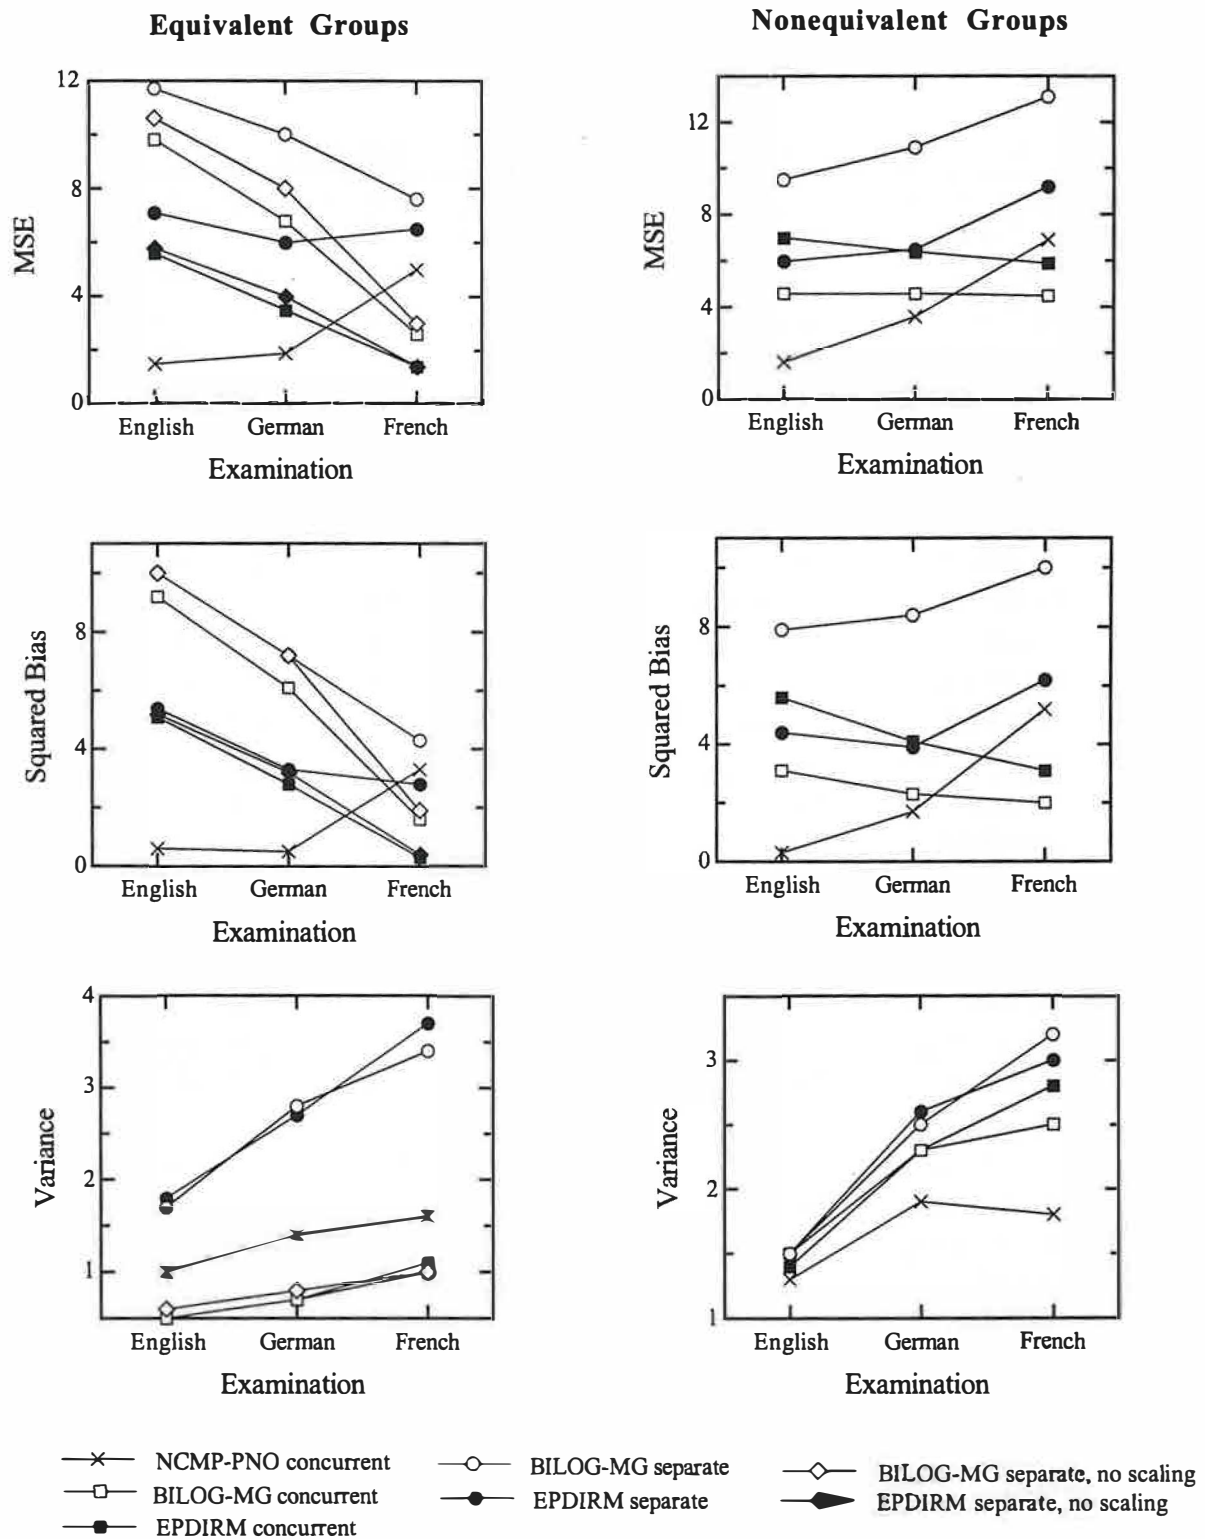 Equivalent Groups
Nonequivalent Groups
12
8
4
0
MSE
English German French
Examination
12
8
4
0
MSE
English German French
Examination
8
4
0
Squared Bias
English German French
Examination
8
4
0
Squared Bias
English German French
Examination
4
3
2
1
Variance
English German French
Examination
3
2
1
Variance
English German French
Examination
NCMP-PNO concurrent
BILOG-MG concurrent
EPDIRM concurrent
BILOG-MG separate
EPDIRM separate
BILOG-MG separate, no scaling
EPDIRM separate, no scaling